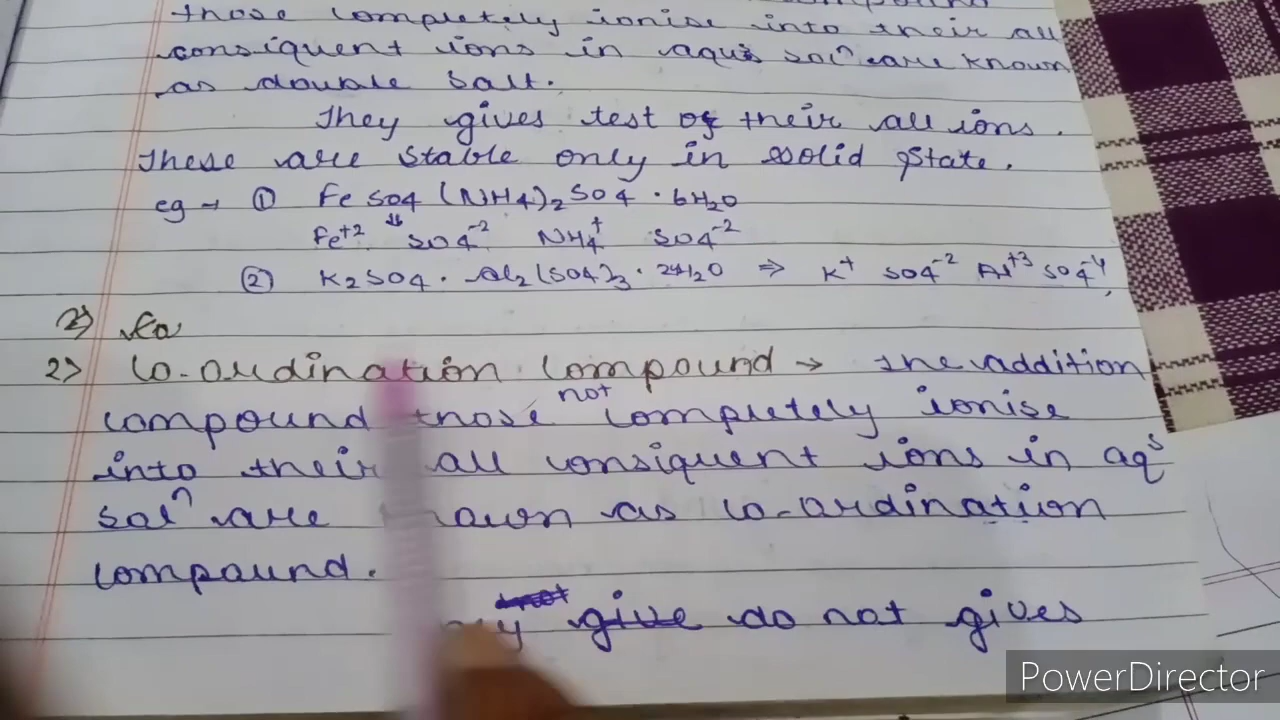 those completely ionise into their all
consiquent ions in aqus solⁿ are known
as double salt.
They gives test of their all ions.
These are stable only in solid state.
eg → ① FeSO4 (NH4)2SO4 · 6H2O
↓
Fe+2 SO4-2 NH4+ SO4-2
② K2SO4 · Al2(SO4)3 · 24H2O ⇒ K+ SO4-2 Al+3 SO4-4,
2)
2) Co-ordination Compound → The addition
compound those not completely ionise
into their all consiquent ions in aqs
solⁿ are known as co-ordination
compound.
do not gives
PowerDirector